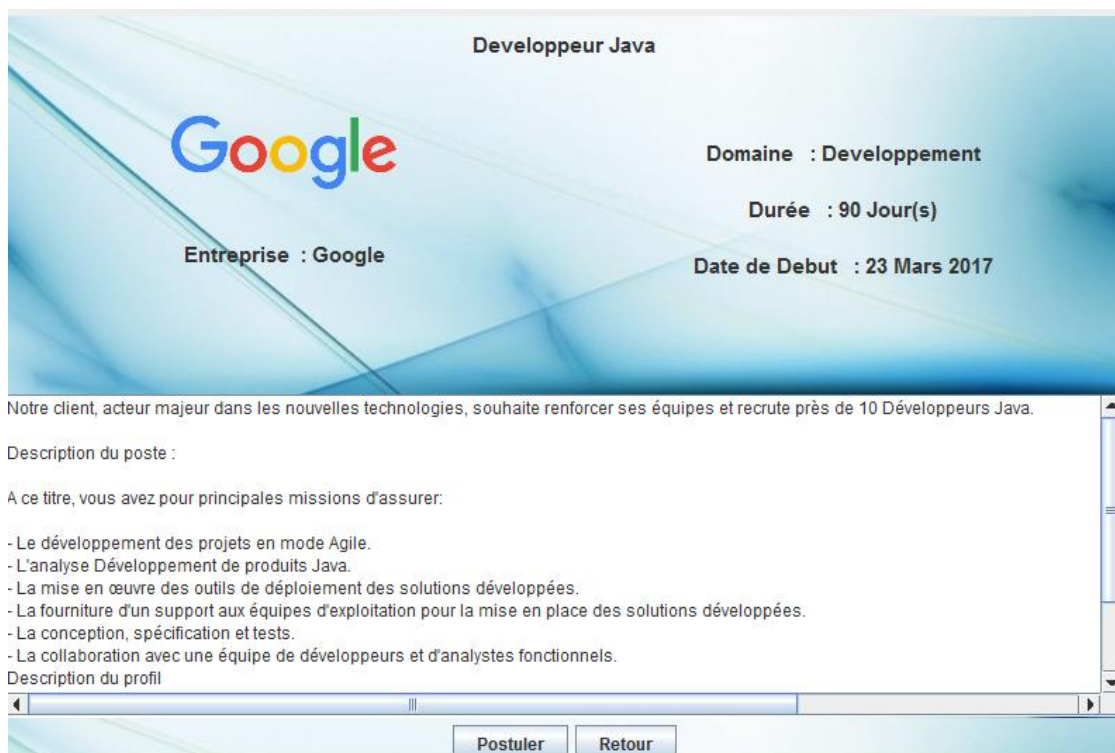 Developpeur Java
Google
Domaine : Developpement
Durée : 90 Jour(s)
Entreprise : Google
Date de Debut : 23 Mars 2017
Notre client, acteur majeur dans les nouvelles technologies, souhaite renforcer ses équipes et recrute près de 10 Développeurs Java.
Description du poste :
A ce titre, vous avez pour principales missions d'assurer:
- Le développement des projets en mode Agile.
- L'analyse Développement de produits Java.
- La mise en œuvre des outils de déploiement des solutions développées.
- La fourniture d'un support aux équipes d'exploitation pour la mise en place des solutions développées.
- La conception, spécification et tests.
- La collaboration avec une équipe de développeurs et d'analystes fonctionnels.
Description du profil
Postuler Retour